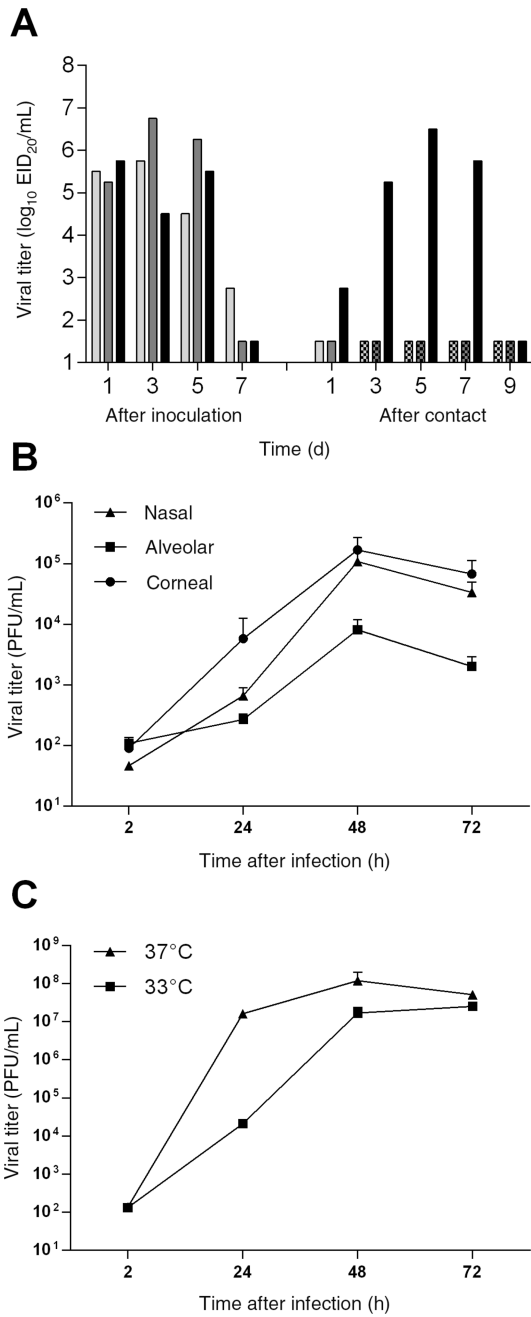 A
8
7
6
5
4
3
2
1
Viral titer (log10 EID20/mL)
1 3 5 7 1 3 5 7 9
After inoculation After contact
Time (d)
B
Nasal
Alveolar
Corneal
10^6
10^5
10^4
10^3
10^2
10^1
Viral titer (PFU/mL)
2 24 48 72
Time after infection (h)
C
37°C
33°C
10^9
10^8
10^7
10^6
10^5
10^4
10^3
10^2
10^1
Viral titer (PFU/mL)
2 24 48 72
Time after infection (h)